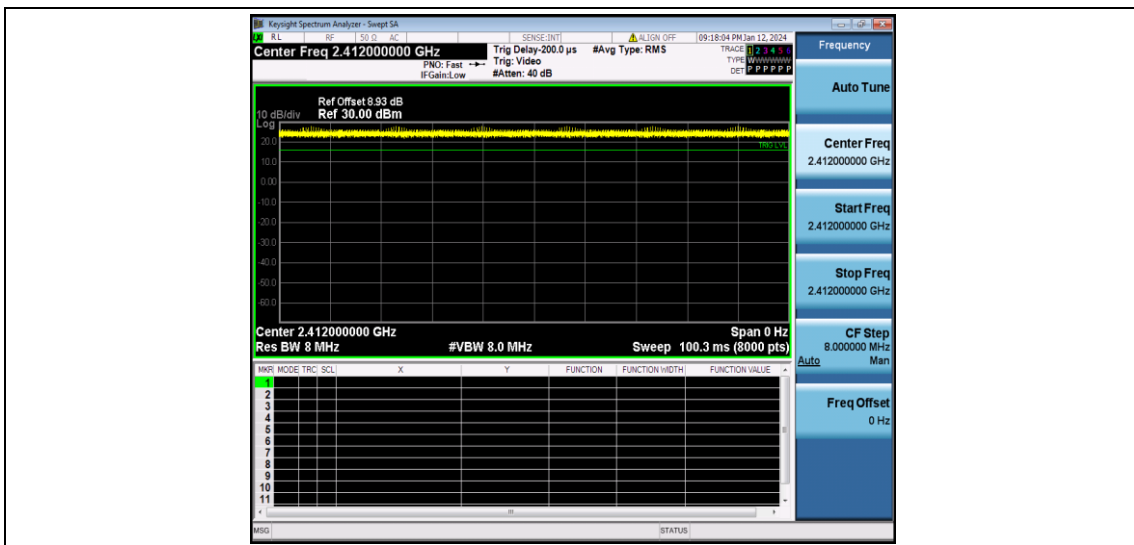 Keysight Spectrum Analyzer - Swept SA
RL RF 50 Ω AC SENSE:INT ALIGN OFF 09:18:04 PM Jan 12, 2024
Center Freq 2.412000000 GHz
PNO: Fast
IFGain:Low
Trig Delay-200.0 µs
Trig: Video
#Atten: 40 dB
#Avg Type: RMS
TRACE 1 2 3 4 5 6
TYPE WWWWWW
DET P P P P P P
Ref Offset 8.93 dB
10 dB/div Ref 30.00 dBm
Log
20.0
TRIG LVL
10.0
0.00
-10.0
-20.0
-30.0
-40.0
-50.0
-60.0
Center 2.412000000 GHz Span 0 Hz
Res BW 8 MHz #VBW 8.0 MHz Sweep 100.3 ms (8000 pts)
MKR MODE TRC SCL X Y FUNCTION FUNCTION WIDTH FUNCTION VALUE
1
2
3
4
5
6
7
8
9
10
11
MSG STATUS
Frequency
Auto Tune
Center Freq
2.412000000 GHz
Start Freq
2.412000000 GHz
Stop Freq
2.412000000 GHz
CF Step
8.000000 MHz
Auto Man
Freq Offset
0 Hz